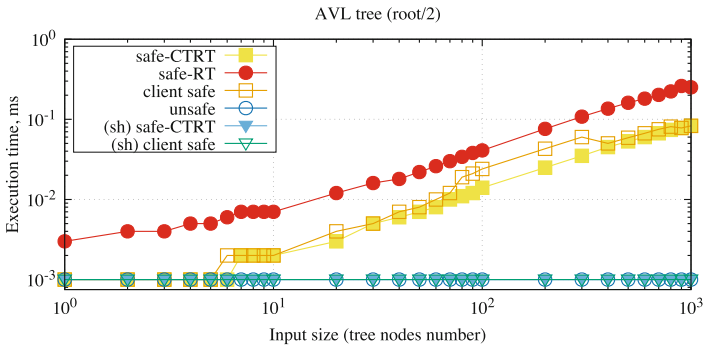 AVL tree (root/2)
Execution time, ms
10^0
10^-1
10^-2
10^-3
safe-CTRT
safe-RT
client safe
unsafe
(sh) safe-CTRT
(sh) client safe
10^0 10^1 10^2 10^3
Input size (tree nodes number)